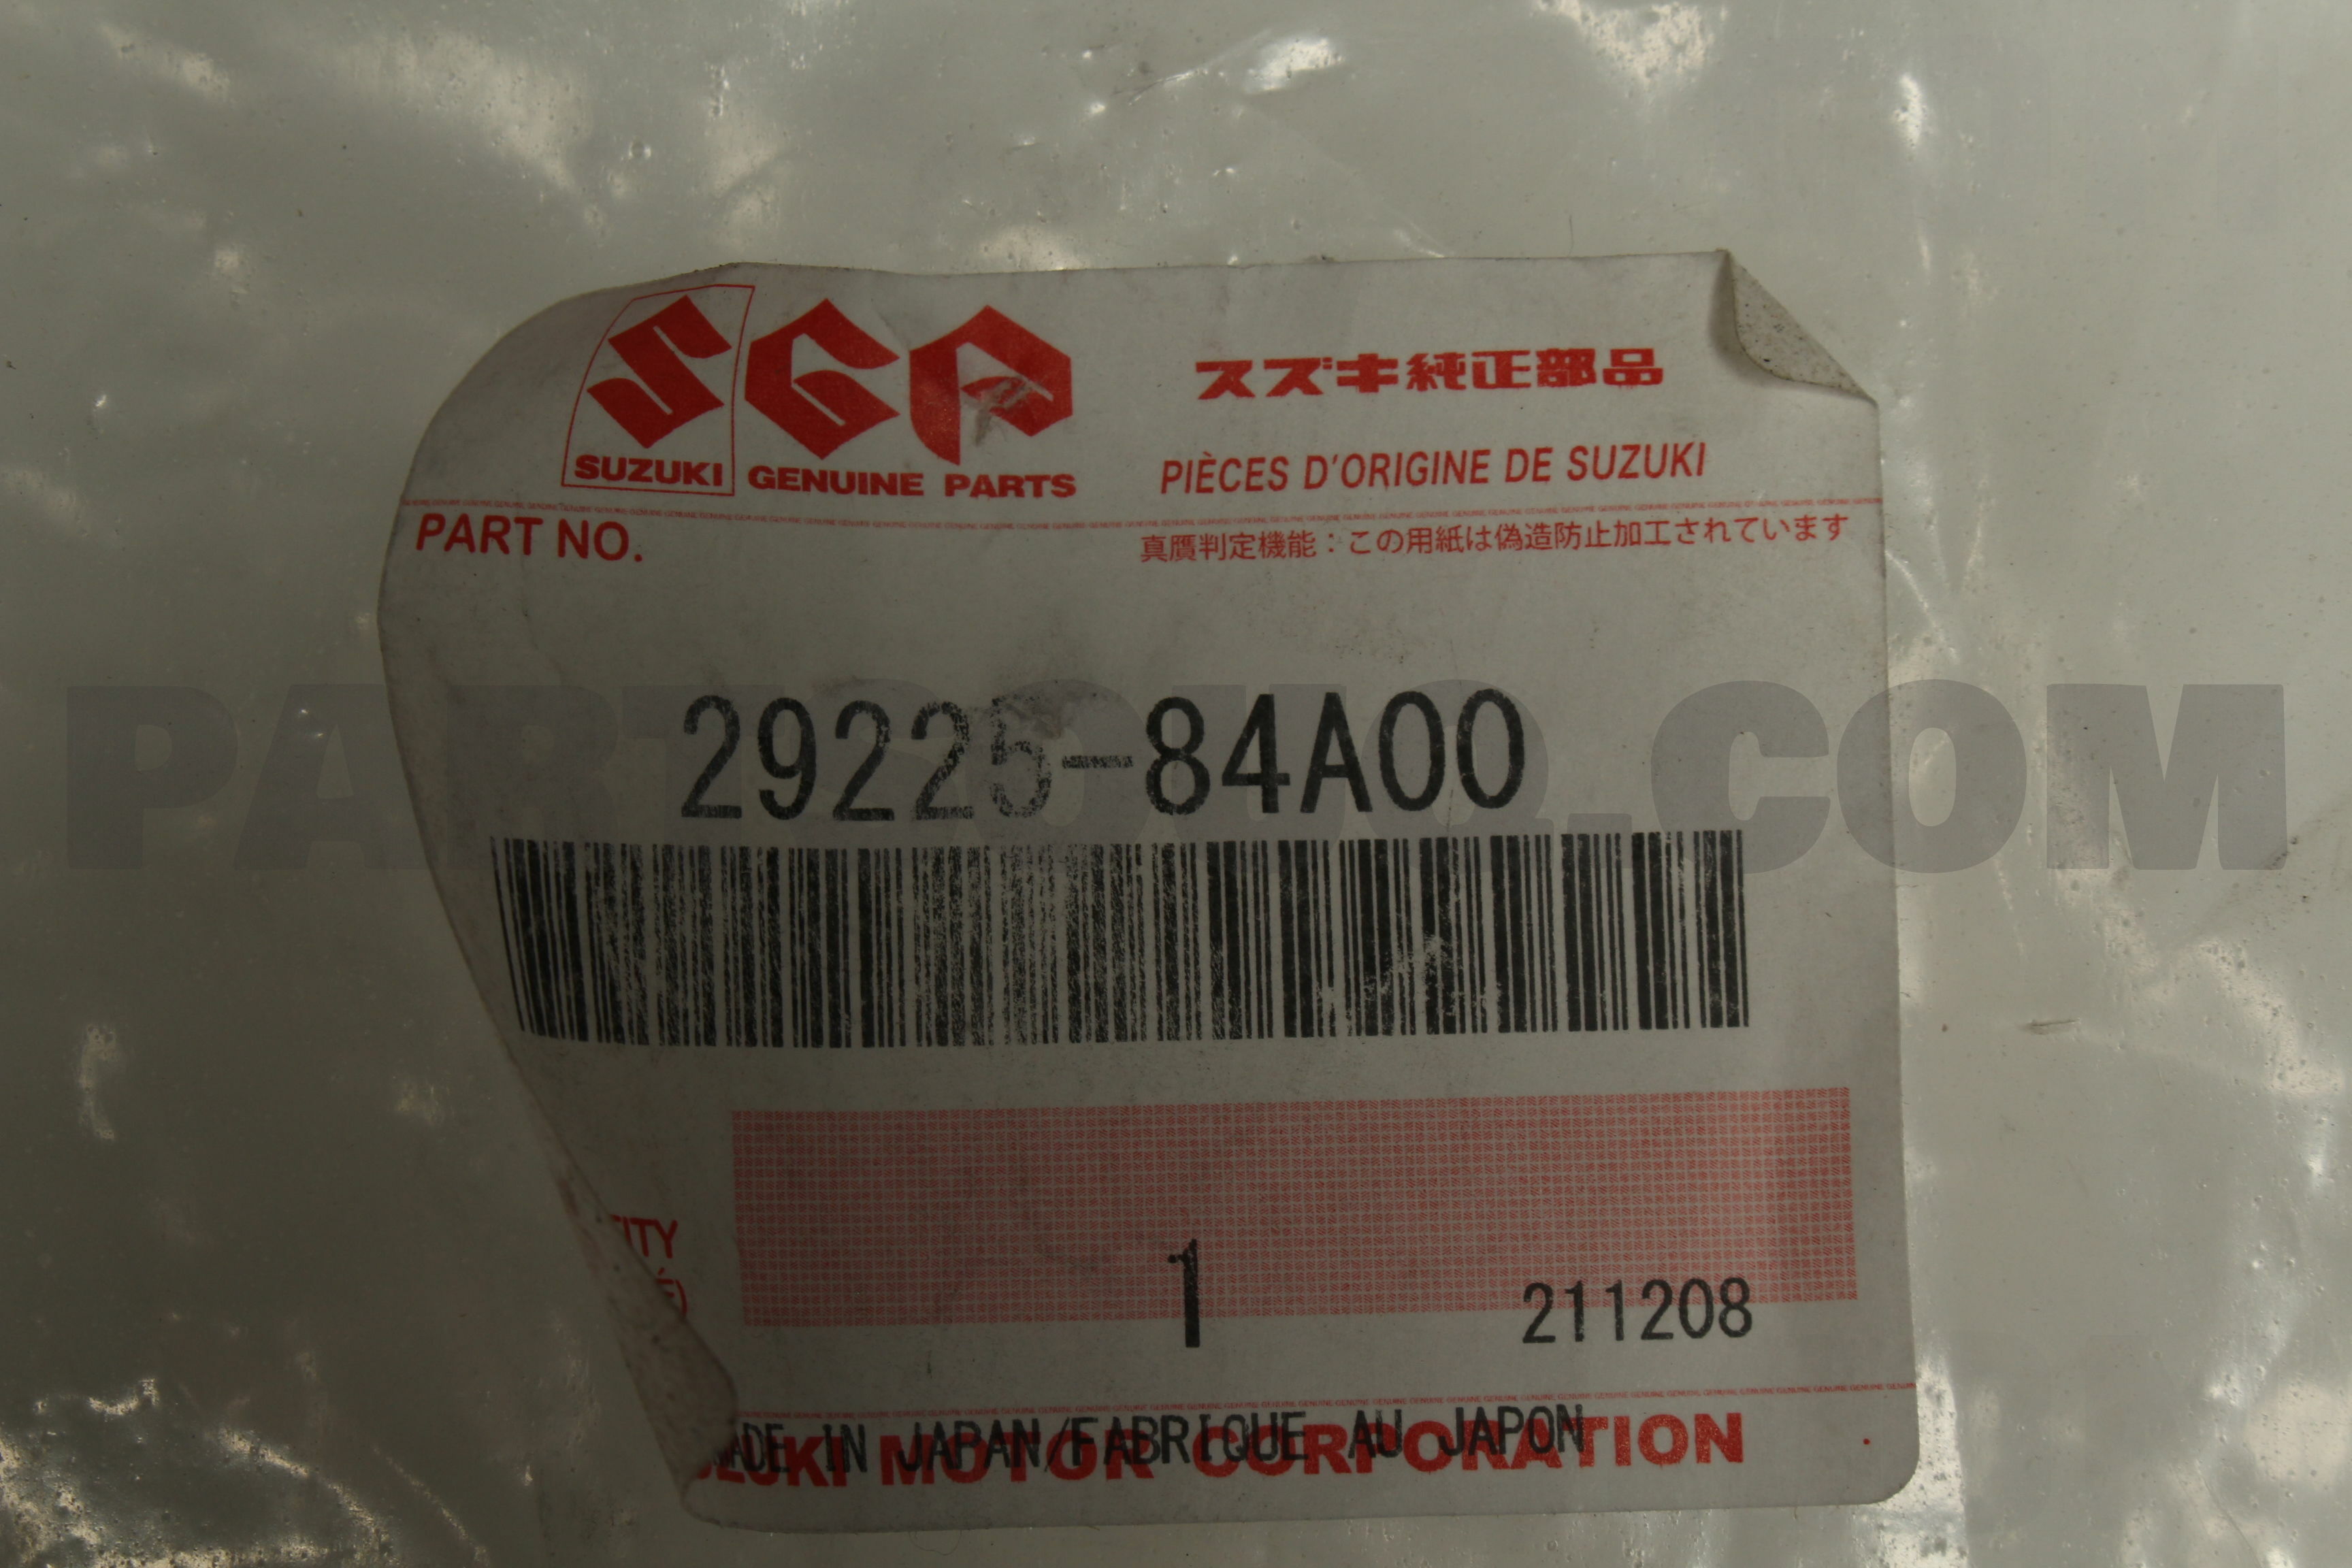 SGP
スズキ純正部品
SUZUKI GENUINE PARTS
PIÈCES D'ORIGINE DE SUZUKI
PART NO.
真贋判定機能：この用紙は偽造防止加工されています
29225-84A00
PARTSOUQ.COM
1
211208
MADE IN JAPAN/FABRIQUE AU JAPON
SUZUKI MOTOR CORPORATION